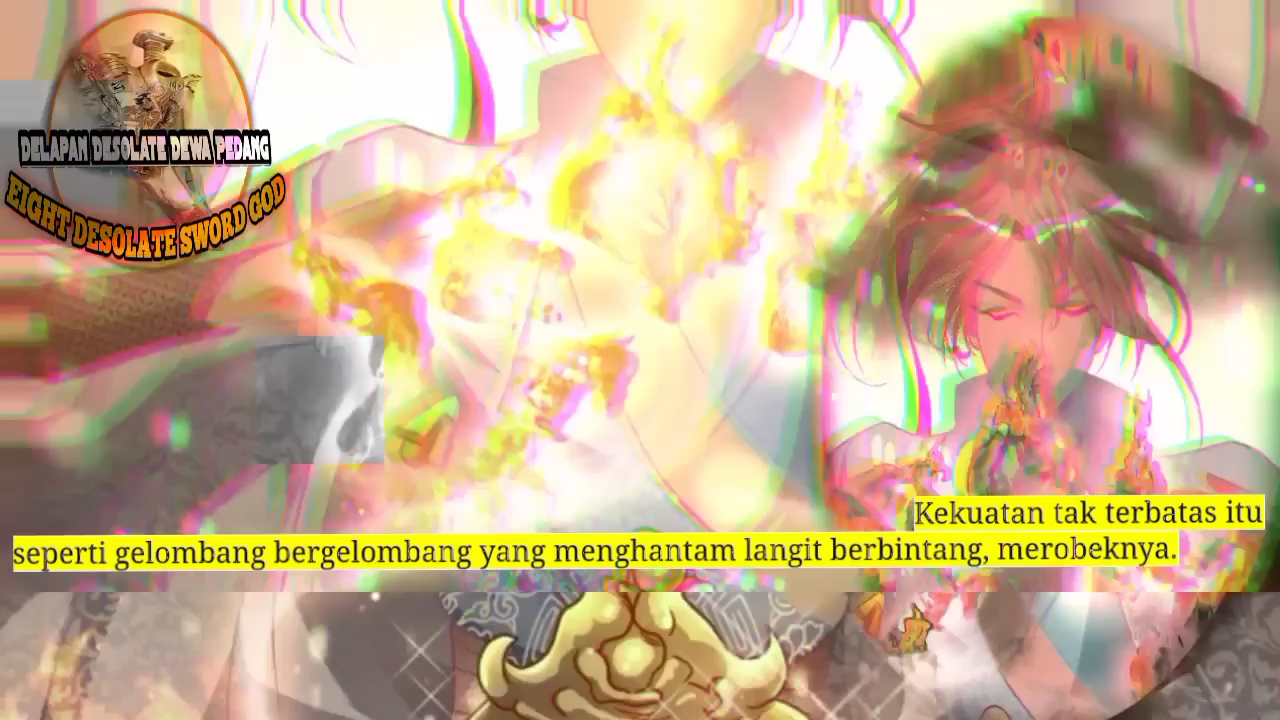 DELAPAN DESOLATE DEWA PEDANG
EIGHT DESOLATE SWORD GOD
Kekuatan tak terbatas itu
seperti gelombang bergelombang yang menghantam langit berbintang, merobeknya.